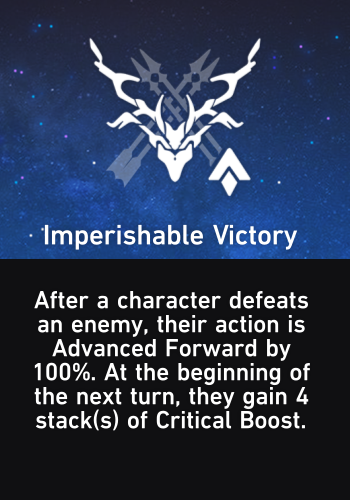 Imperishable Victory
After a character defeats
an enemy, their action is
Advanced Forward by
100%. At the beginning of
the next turn, they gain 4
stack(s) of Critical Boost.